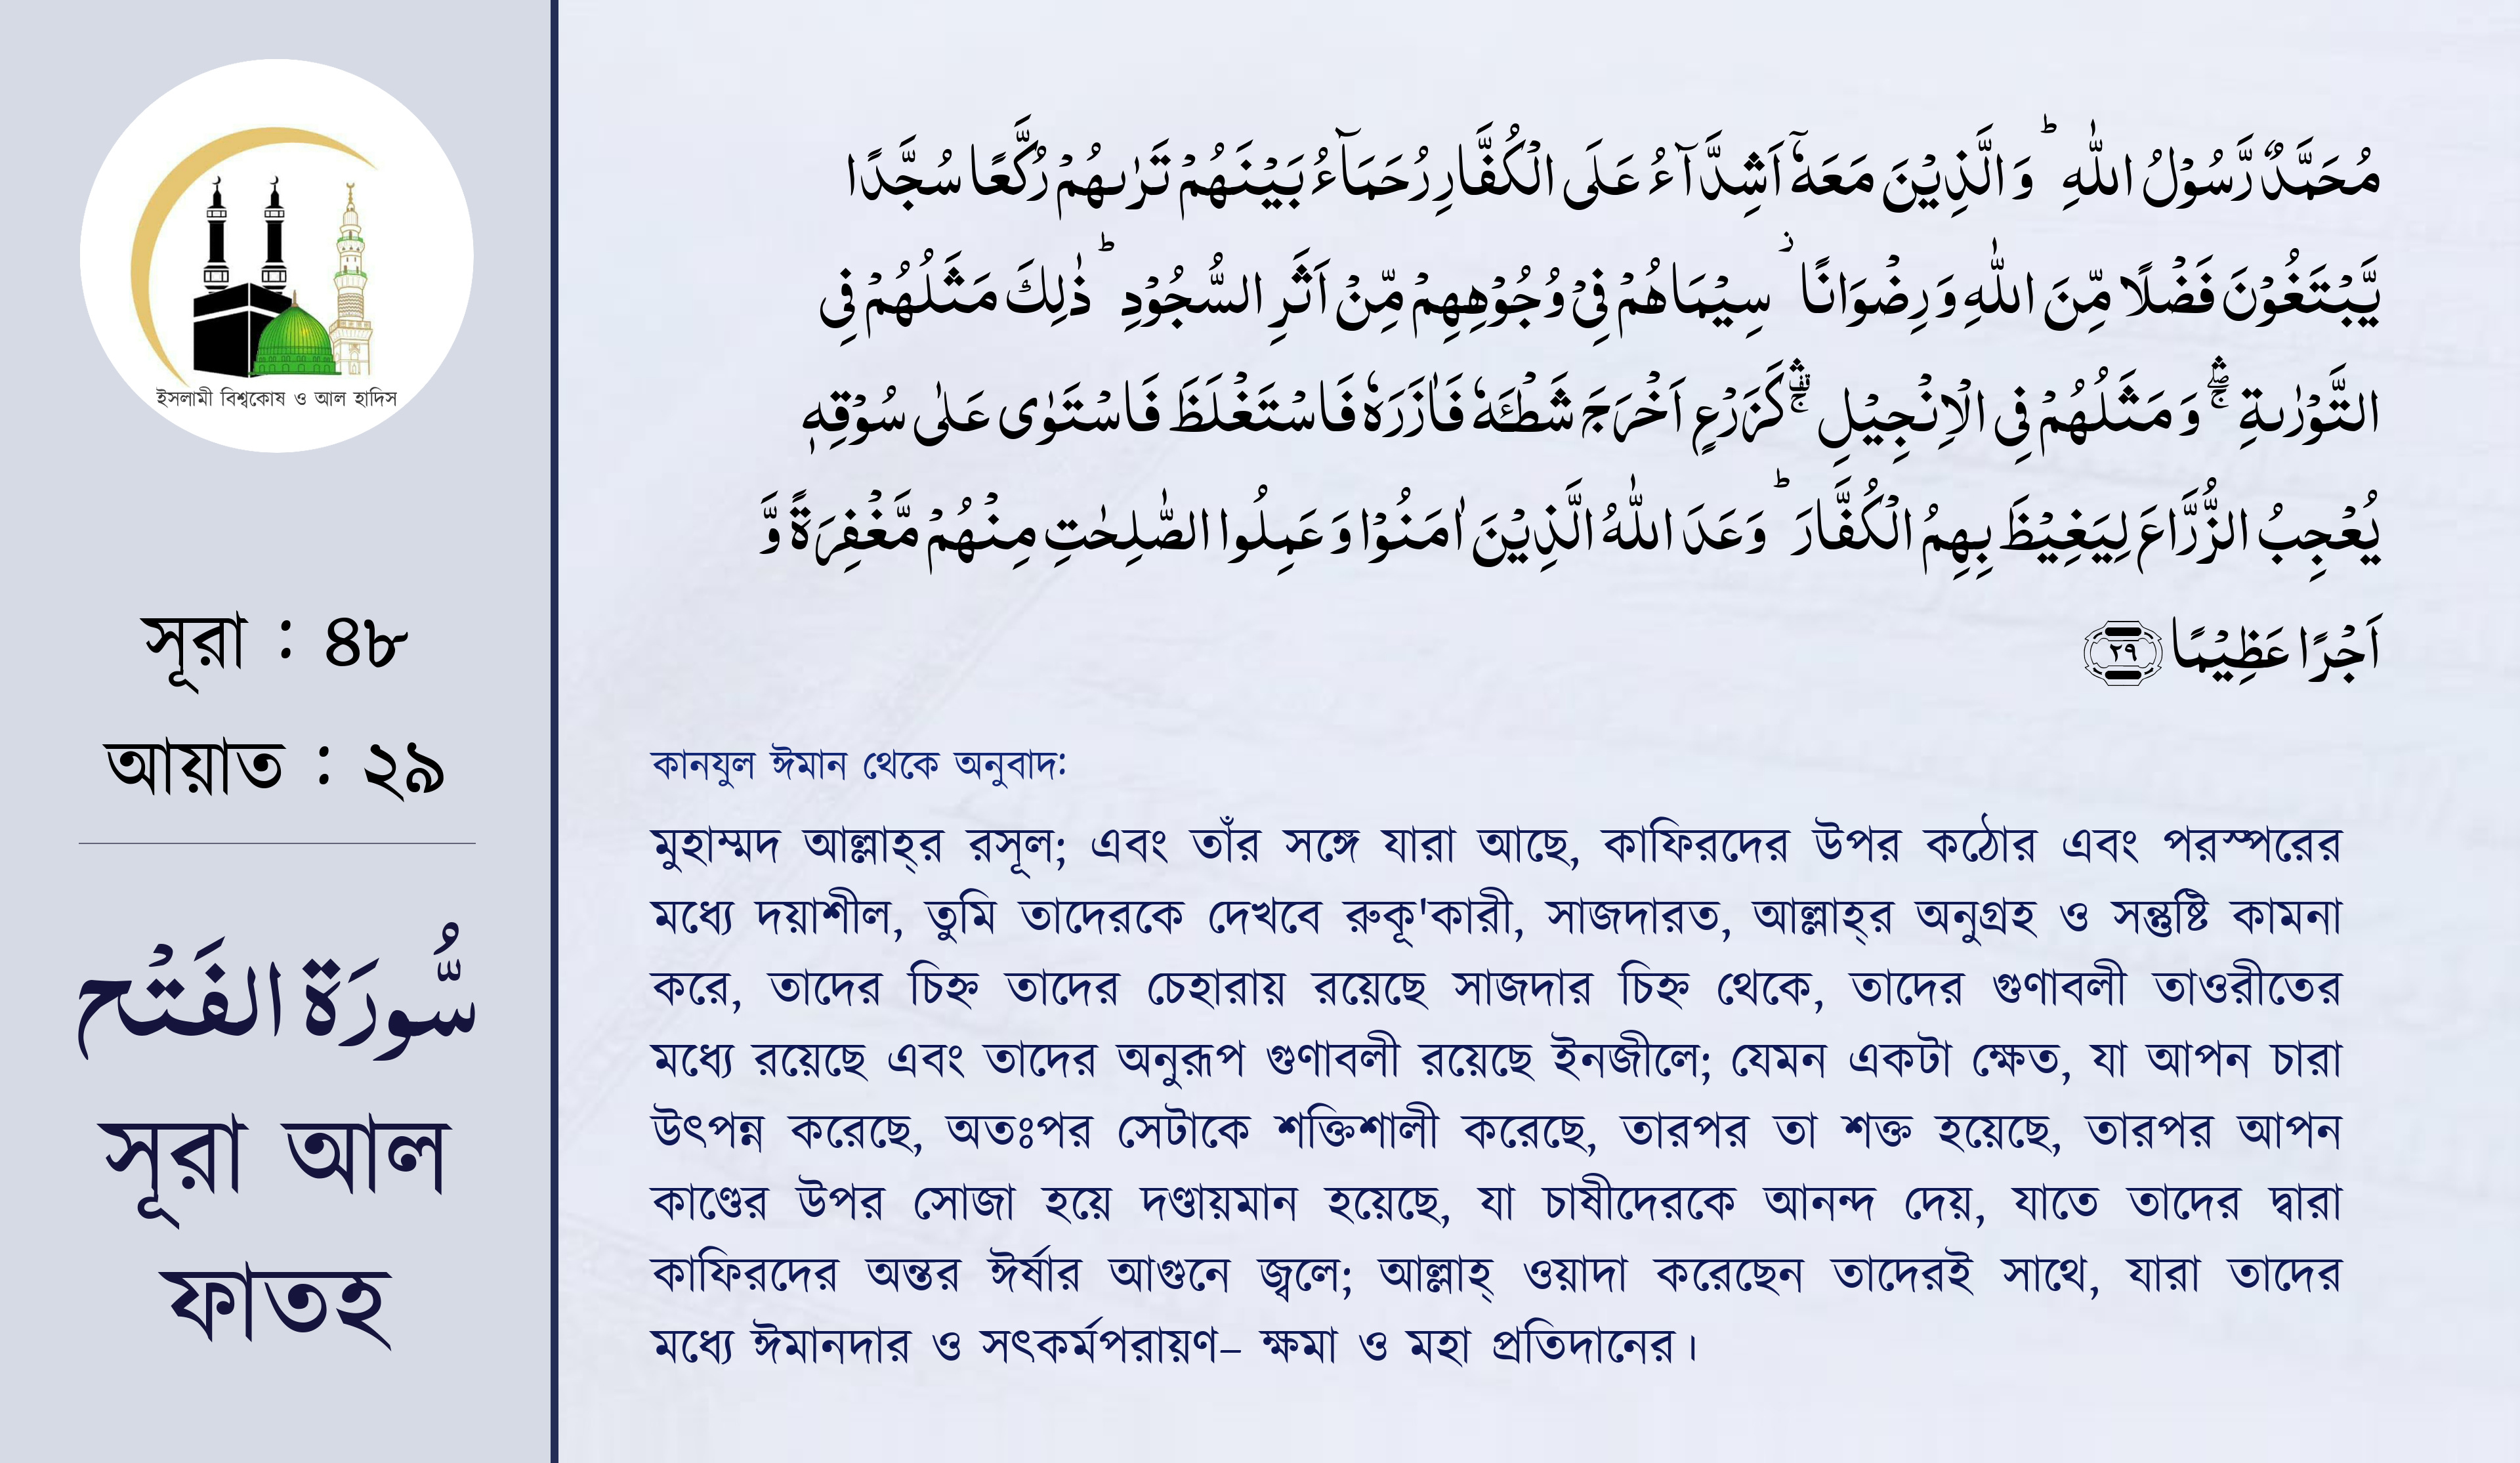 ইসলামী বিশ্বকোষ ও আল হাদিস
সূরা : ৪৮
আয়াত : ২৯
سُّورَة الفَتْح
সূরা আল
ফাতহ
مُحَمَّدٌ رَّسُوْلُ اللّٰهِ ؕ وَ الَّذِیْنَ مَعَهٗۤ اَشِدَّآءُ عَلَى الْكُفَّارِ رُحَمَآءُ بَیْنَهُمْ تَرٰىهُمْ رُكَّعًا سُجَّدًا
یَّبْتَغُوْنَ فَضْلًا مِّنَ اللّٰهِ وَ رِضْوَانًا ؗ سِیْمَاهُمْ فِیْ وُجُوْهِهِمْ مِّنْ اَثَرِ السُّجُوْدِ ؕ ذٰلِكَ مَثَلُهُمْ فِی
التَّوْرٰىةِ ۛۖۚ وَ مَثَلُهُمْ فِی الْاِنْجِیْلِ ۛ۫ۚ كَزَرْعٍ اَخْرَجَ شَطْـَٔهٗ فَاٰزَرَهٗ فَاسْتَغْلَظَ فَاسْتَوٰى عَلٰى سُوْقِهٖ
یُعْجِبُ الزُّرَّاعَ لِیَغِیْظَ بِهِمُ الْكُفَّارَ ؕ وَعَدَ اللّٰهُ الَّذِیْنَ اٰمَنُوْا وَ عَمِلُوا الصّٰلِحٰتِ مِنْهُمْ مَّغْفِرَةً وَّ
اَجْرًا عَظِیْمًا ۲۹
কানযুল ঈমান থেকে অনুবাদ:
মুহাম্মদ আল্লাহ্‌র রসূল; এবং তাঁর সঙ্গে যারা আছে, কাফিরদের উপর কঠোর এবং পরস্পরের
মধ্যে দয়াশীল, তুমি তাদেরকে দেখবে রুকূ'কারী, সাজদারত, আল্লাহ্‌র অনুগ্রহ ও সন্তুষ্টি কামনা
করে, তাদের চিহ্ন তাদের চেহারায় রয়েছে সাজদার চিহ্ন থেকে, তাদের গুণাবলী তাওরীতের
মধ্যে রয়েছে এবং তাদের অনুরূপ গুণাবলী রয়েছে ইনজীলে; যেমন একটা ক্ষেত, যা আপন চারা
উৎপন্ন করেছে, অতঃপর সেটাকে শক্তিশালী করেছে, তারপর তা শক্ত হয়েছে, তারপর আপন
কাণ্ডের উপর সোজা হয়ে দণ্ডায়মান হয়েছে, যা চাষীদেরকে আনন্দ দেয়, যাতে তাদের দ্বারা
কাফিরদের অন্তর ঈর্ষার আগুনে জ্বলে; আল্লাহ্ ওয়াদা করেছেন তাদেরই সাথে, যারা তাদের
মধ্যে ঈমানদার ও সৎকর্মপরায়ণ– ক্ষমা ও মহা প্রতিদানের।